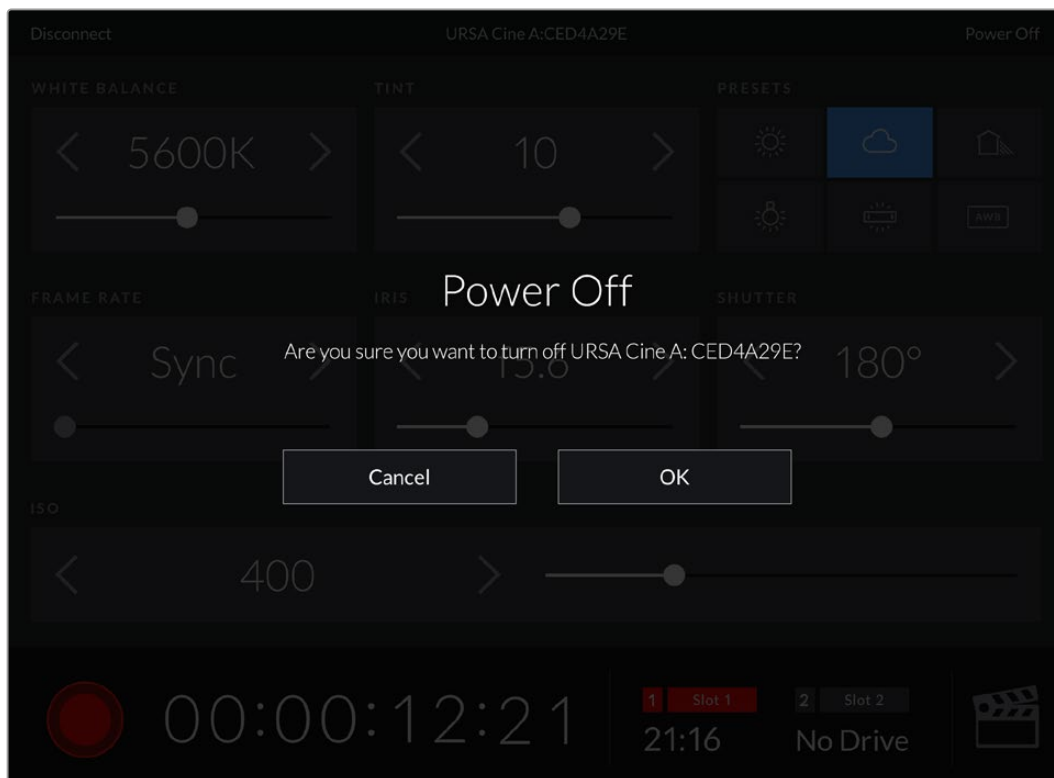 Disconnect URSA Cine A:CED4A29E Power Off
WHITE BALANCE TINT PRESETS
5600K 10
AWB
Power Off
FRAME RATE IRIS SHUTTER
Are you sure you want to turn off URSA Cine A: CED4A29E?
Sync 15.6 180°
Cancel OK
ISO
400
1 Slot 1 2 Slot 2
00:00:12:21
21:16 No Drive